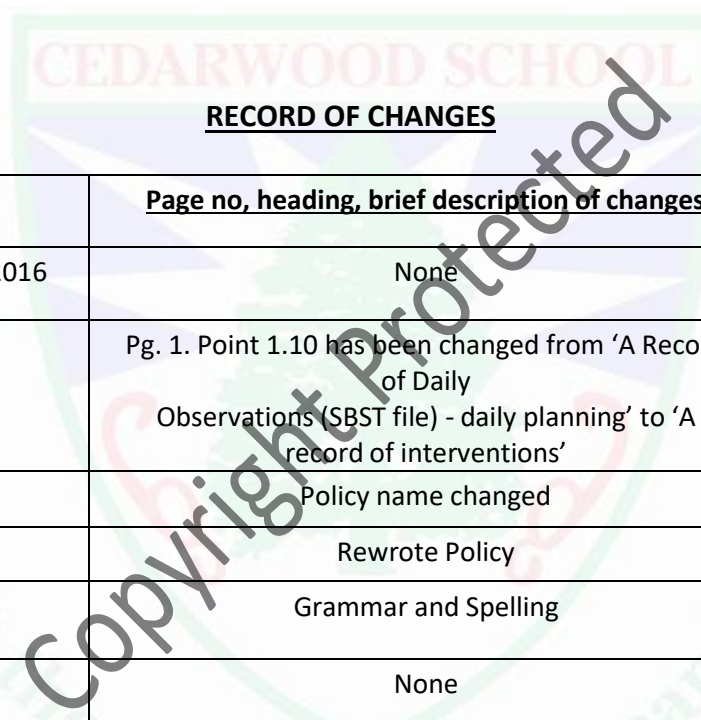 CEDARWOOD SCHOOL
RECORD OF CHANGES
Page no, heading, brief description of changes
016
None
Pg. 1. Point 1.10 has been changed from ‘A Reco
of Daily
Observations (SBST file) - daily planning’ to ‘A
record of interventions’
Policy name changed
Rewrote Policy
Grammar and Spelling
None
Copyright Protected